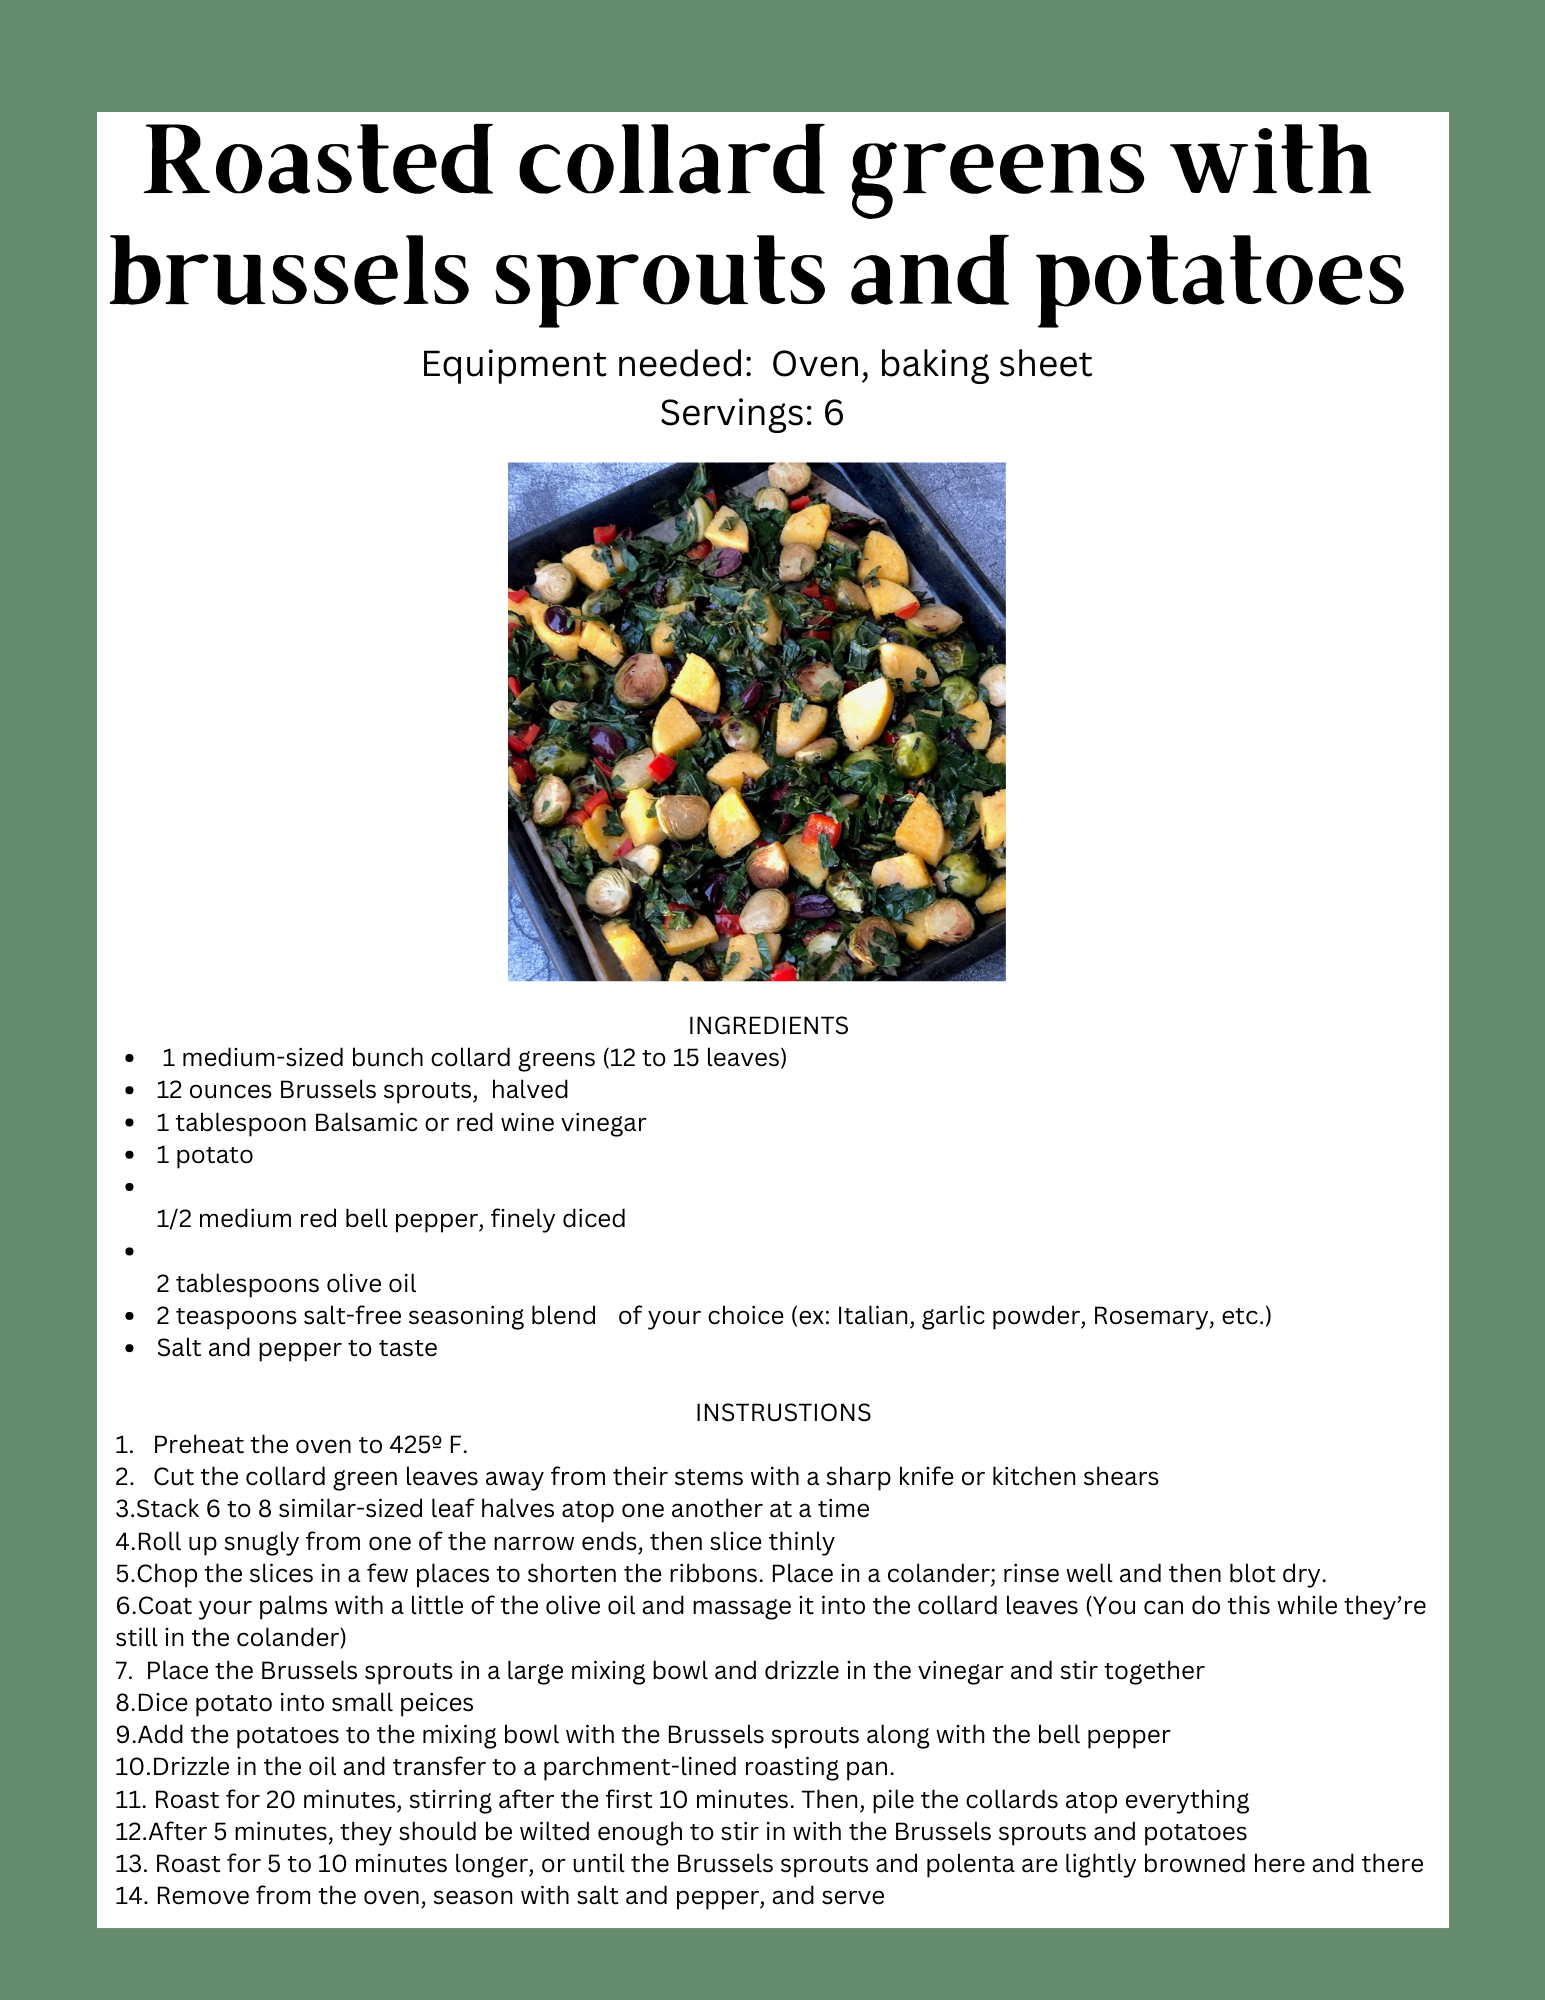 Roasted collard greens with
brussels sprouts and potatoes
Equipment needed:  Oven, baking sheet
Servings: 6
INGREDIENTS
•  1 medium-sized bunch collard greens (12 to 15 leaves)
• 12 ounces Brussels sprouts,  halved
• 1 tablespoon Balsamic or red wine vinegar
• 1 potato
•
1/2 medium red bell pepper, finely diced
•
2 tablespoons olive oil
• 2 teaspoons salt-free seasoning blend   of your choice (ex: Italian, garlic powder, Rosemary, etc.)
• Salt and pepper to taste
INSTRUSTIONS
1.   Preheat the oven to 425º F.
2.   Cut the collard green leaves away from their stems with a sharp knife or kitchen shears
3.Stack 6 to 8 similar-sized leaf halves atop one another at a time
4.Roll up snugly from one of the narrow ends, then slice thinly
5.Chop the slices in a few places to shorten the ribbons. Place in a colander; rinse well and then blot dry.
6.Coat your palms with a little of the olive oil and massage it into the collard leaves (You can do this while they’re
still in the colander)
7.  Place the Brussels sprouts in a large mixing bowl and drizzle in the vinegar and stir together
8.Dice potato into small peices
9.Add the potatoes to the mixing bowl with the Brussels sprouts along with the bell pepper
10.Drizzle in the oil and transfer to a parchment-lined roasting pan.
11. Roast for 20 minutes, stirring after the first 10 minutes. Then, pile the collards atop everything
12.After 5 minutes, they should be wilted enough to stir in with the Brussels sprouts and potatoes
13. Roast for 5 to 10 minutes longer, or until the Brussels sprouts and polenta are lightly browned here and there
14. Remove from the oven, season with salt and pepper, and serve